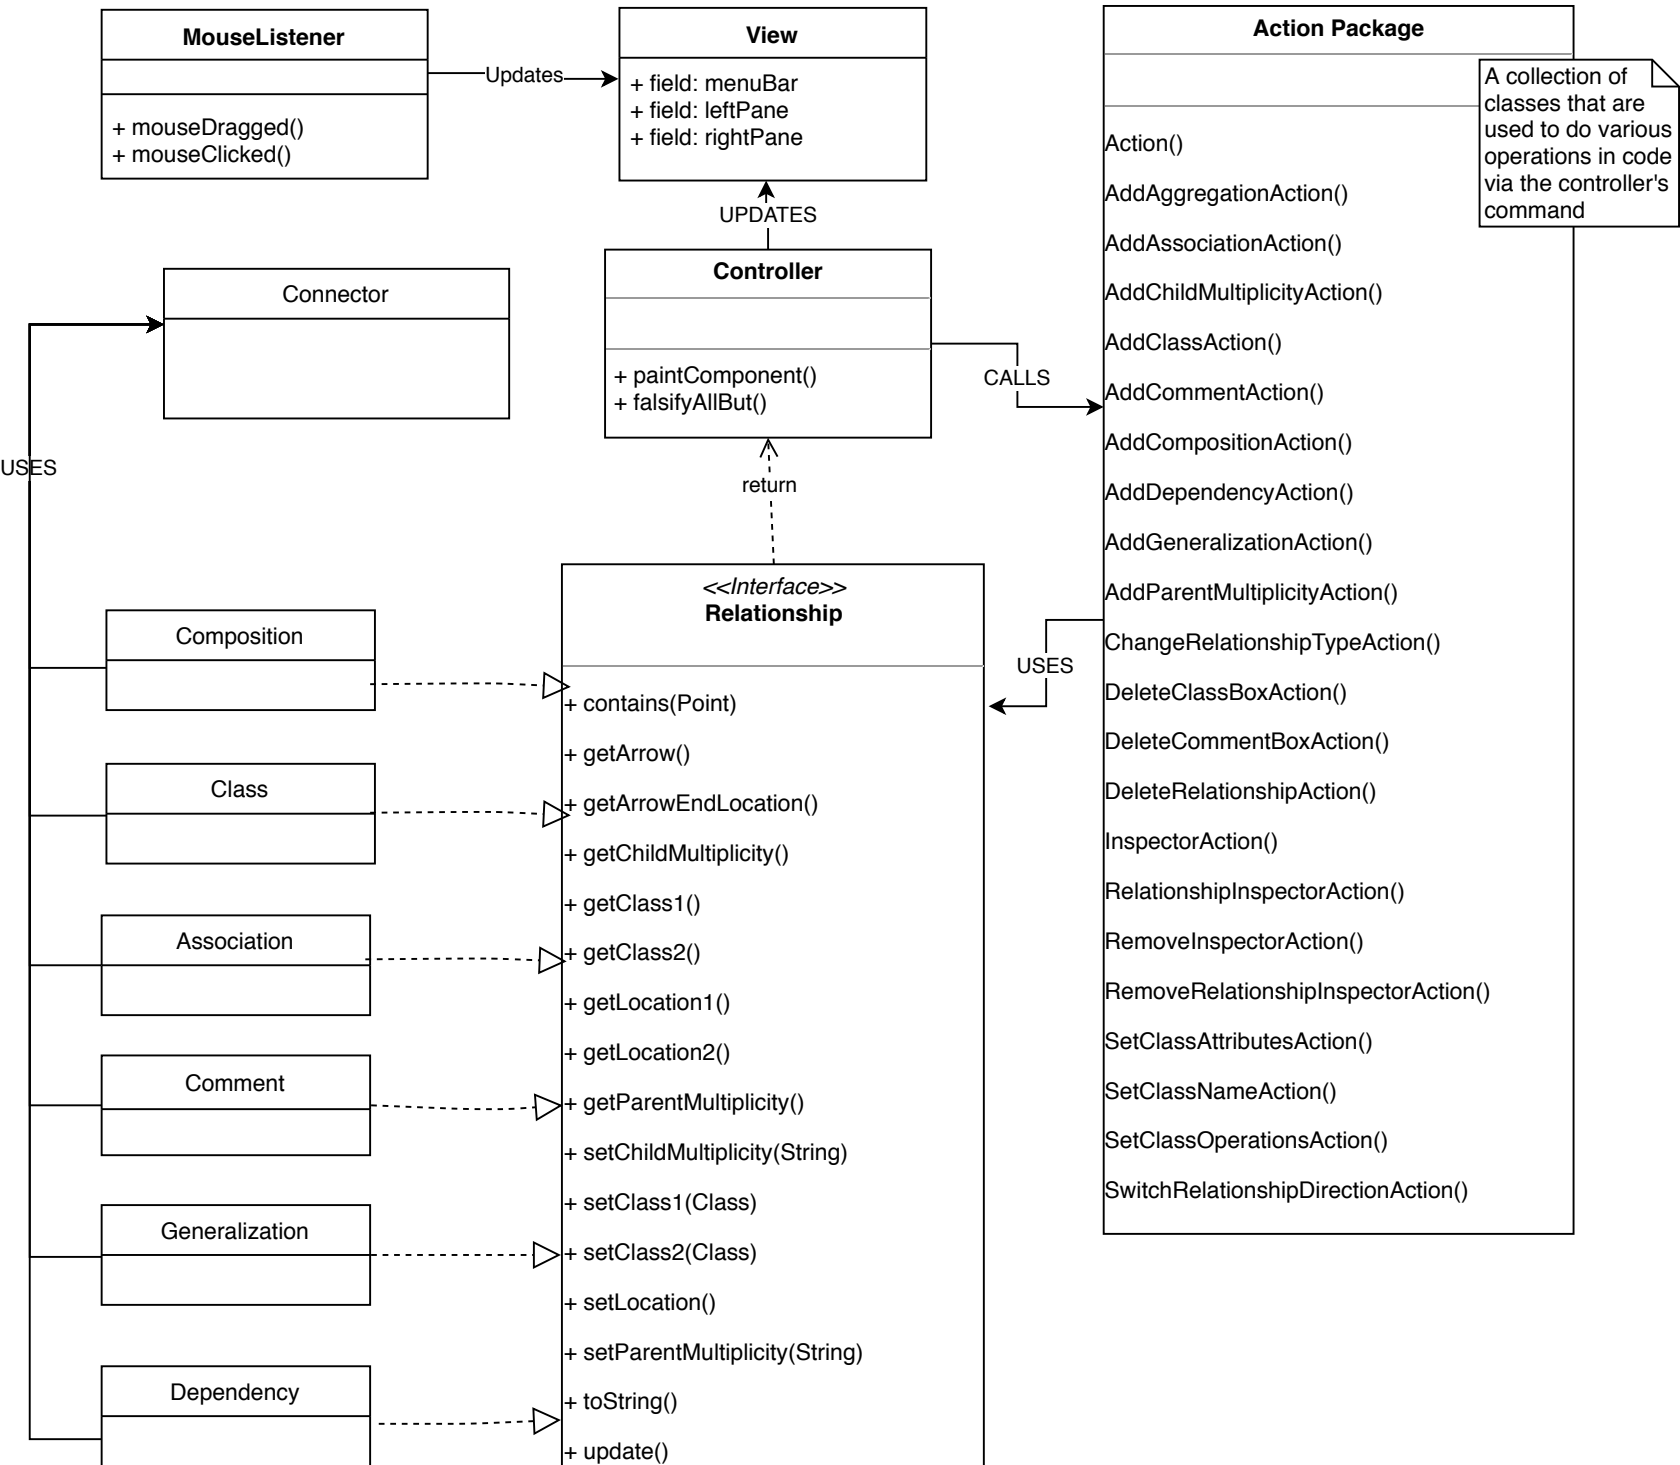 MouseListener
+ mouseDragged()
+ mouseClicked()
Updates
View
+ field: menuBar
+ field: leftPane
+ field: rightPane
UPDATES
Controller
+ paintComponent()
+ falsifyAllBut()
CALLS
return
Action Package
A collection of
classes that are
used to do various
operations in code
via the controller's
command
Action()
AddAggregationAction()
AddAssociationAction()
AddChildMultiplicityAction()
AddClassAction()
AddCommentAction()
AddCompositionAction()
AddDependencyAction()
AddGeneralizationAction()
AddParentMultiplicityAction()
ChangeRelationshipTypeAction()
DeleteClassBoxAction()
DeleteCommentBoxAction()
DeleteRelationshipAction()
InspectorAction()
RelationshipInspectorAction()
RemoveInspectorAction()
RemoveRelationshipInspectorAction()
SetClassAttributesAction()
SetClassNameAction()
SetClassOperationsAction()
SwitchRelationshipDirectionAction()
USES
Connector
USES
Composition
Class
Association
Comment
Generalization
Dependency
<<Interface>>
Relationship
+ contains(Point)
+ getArrow()
+ getArrowEndLocation()
+ getChildMultiplicity()
+ getClass1()
+ getClass2()
+ getLocation1()
+ getLocation2()
+ getParentMultiplicity()
+ setChildMultiplicity(String)
+ setClass1(Class)
+ setClass2(Class)
+ setLocation()
+ setParentMultiplicity(String)
+ toString()
+ update()